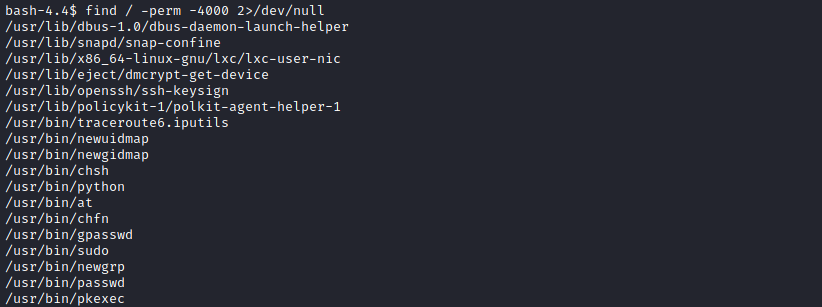 bash-4.4$ find / -perm -4000 2>/dev/null
/usr/lib/dbus-1.0/dbus-daemon-launch-helper
/usr/lib/snapd/snap-confine
/usr/lib/x86_64-linux-gnu/lxc/lxc-user-nic
/usr/lib/eject/dmcrypt-get-device
/usr/lib/openssh/ssh-keysign
/usr/lib/policykit-1/polkit-agent-helper-1
/usr/bin/traceroute6.iputils
/usr/bin/newuidmap
/usr/bin/newgidmap
/usr/bin/chsh
/usr/bin/python
/usr/bin/at
/usr/bin/chfn
/usr/bin/gpasswd
/usr/bin/sudo
/usr/bin/newgrp
/usr/bin/passwd
/usr/bin/pkexec